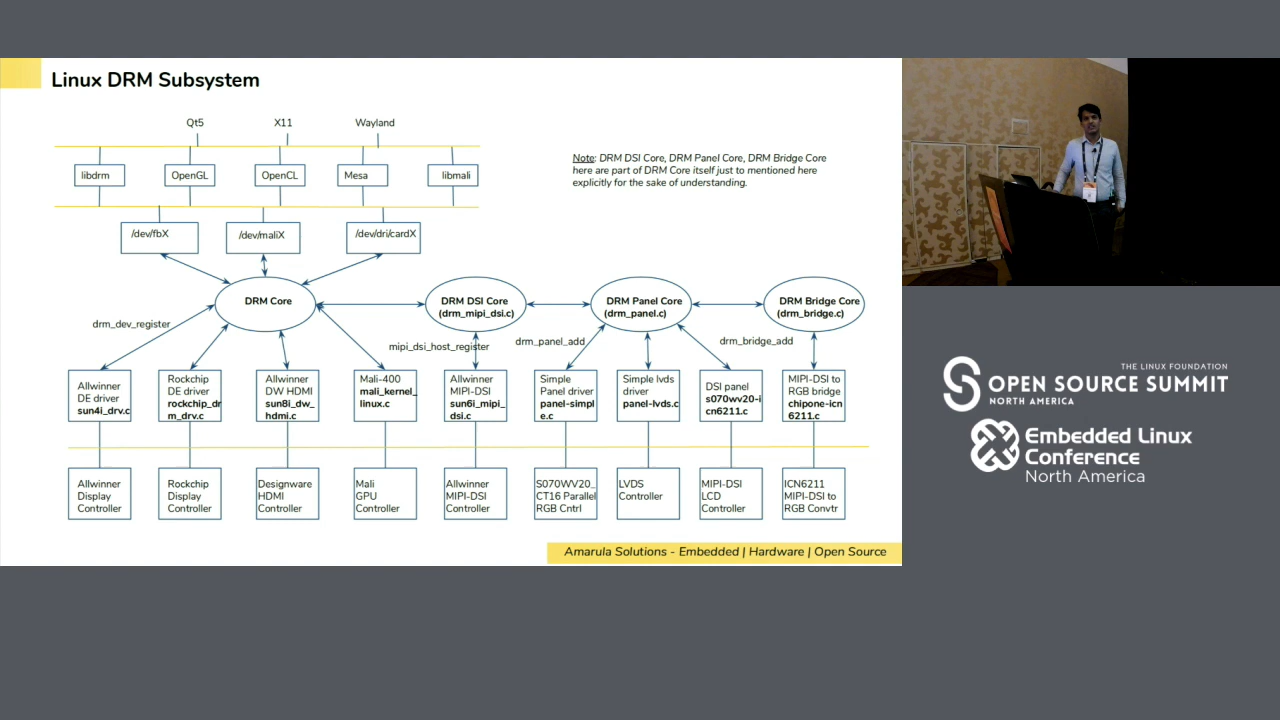 Linux DRM Subsystem
Qt5
X11
Wayland
libdrm
OpenGL
OpenCL
Mesa
libmali
Note: DRM DSI Core, DRM Panel Core, DRM Bridge Core
here are part of DRM Core itself just to mentioned here
explicitly for the sake of understanding.
/dev/fbX
/dev/maliX
/dev/dri/cardX
DRM Core
DRM DSI Core
(drm_mipi_dsi.c)
DRM Panel Core
(drm_panel.c)
DRM Bridge Core
(drm_bridge.c)
drm_dev_register
mipi_dsi_host_register
drm_panel_add
drm_bridge_add
Allwinner
DE driver
sun4i_drv.c
Rockchip
DE driver
rockchip_dr
m_drv.c
Allwinner
DW HDMI
sun8i_dw_
hdmi.c
Mali-400
mali_kernel_
linux.c
Allwinner
MIPI-DSI
sun6i_mipi_
dsi.c
Simple
Panel driver
panel-simpl
e.c
Simple lvds
driver
panel-lvds.c
DSI panel
s070wv20-i
cn6211.c
MIPI-DSI to
RGB bridge
chipone-icn
6211.c
Allwinner
Display
Controller
Rockchip
Display
Controller
Designware
HDMI
Controller
Mali
GPU
Controller
Allwinner
MIPI-DSI
Controller
S070WV20_
CT16 Parallel
RGB Cntrl
LVDS
Controller
MIPI-DSI
LCD
Controller
ICN6211
MIPI-DSI to
RGB Convtr
Amarula Solutions - Embedded | Hardware | Open Source
THE LINUX FOUNDATION
OPEN SOURCE SUMMIT
NORTH AMERICA
Embedded Linux
Conference
North America